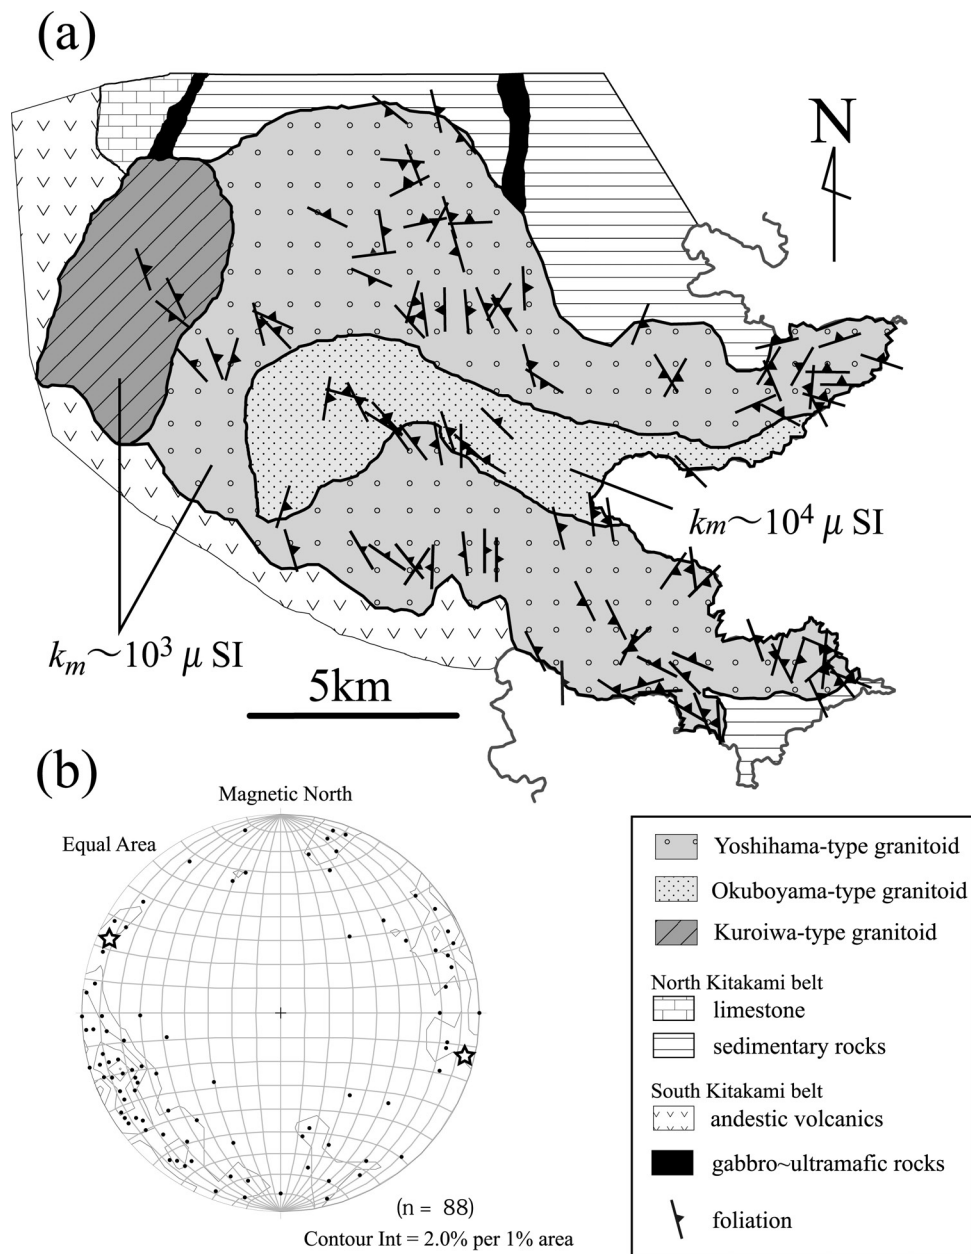 (a)
N
km～10⁴ μ SI
km～10³ μ SI
5km
(b)
Magnetic North
Equal Area
(n = 88)
Contour Int = 2.0% per 1% area
Yoshihama-type granitoid
Okuboyama-type granitoid
Kuroiwa-type granitoid
North Kitakami belt
limestone
sedimentary rocks
South Kitakami belt
andestic volcanics
gabbro~ultramafic rocks
foliation